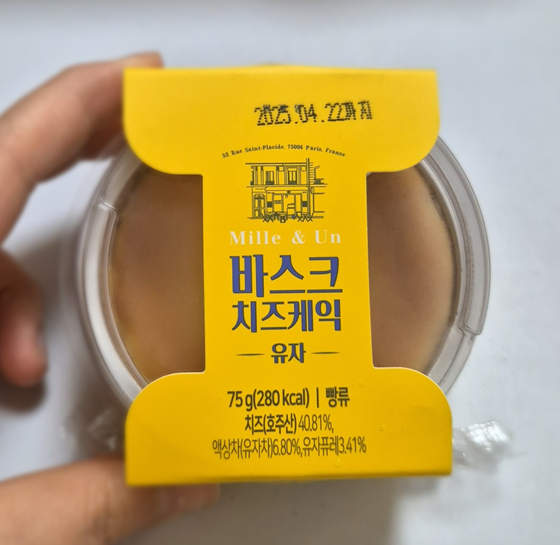 2025.04.22까지
32 Rue Saint-Placide, 75006 Paris, France
Mille & Un
바스크
치즈케익
유자
75 g(280 kcal) | 빵류
치즈(호주산) 40.81%,
액상차(유자차)6.80%,유자퓨레3.41%